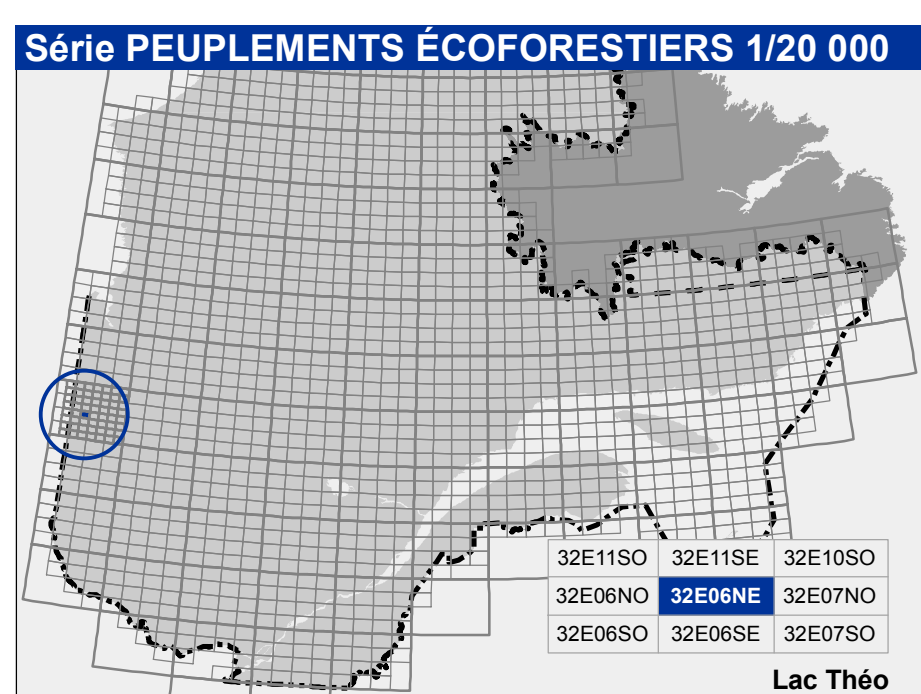 Série PEUPLEMENTS ÉCOFORESTIERS 1/20 000
32E11SO 32E11SE 32E10SO
32E06NO 32E06NE 32E07NO
32E06SO 32E06SE 32E07SO
Lac Théo